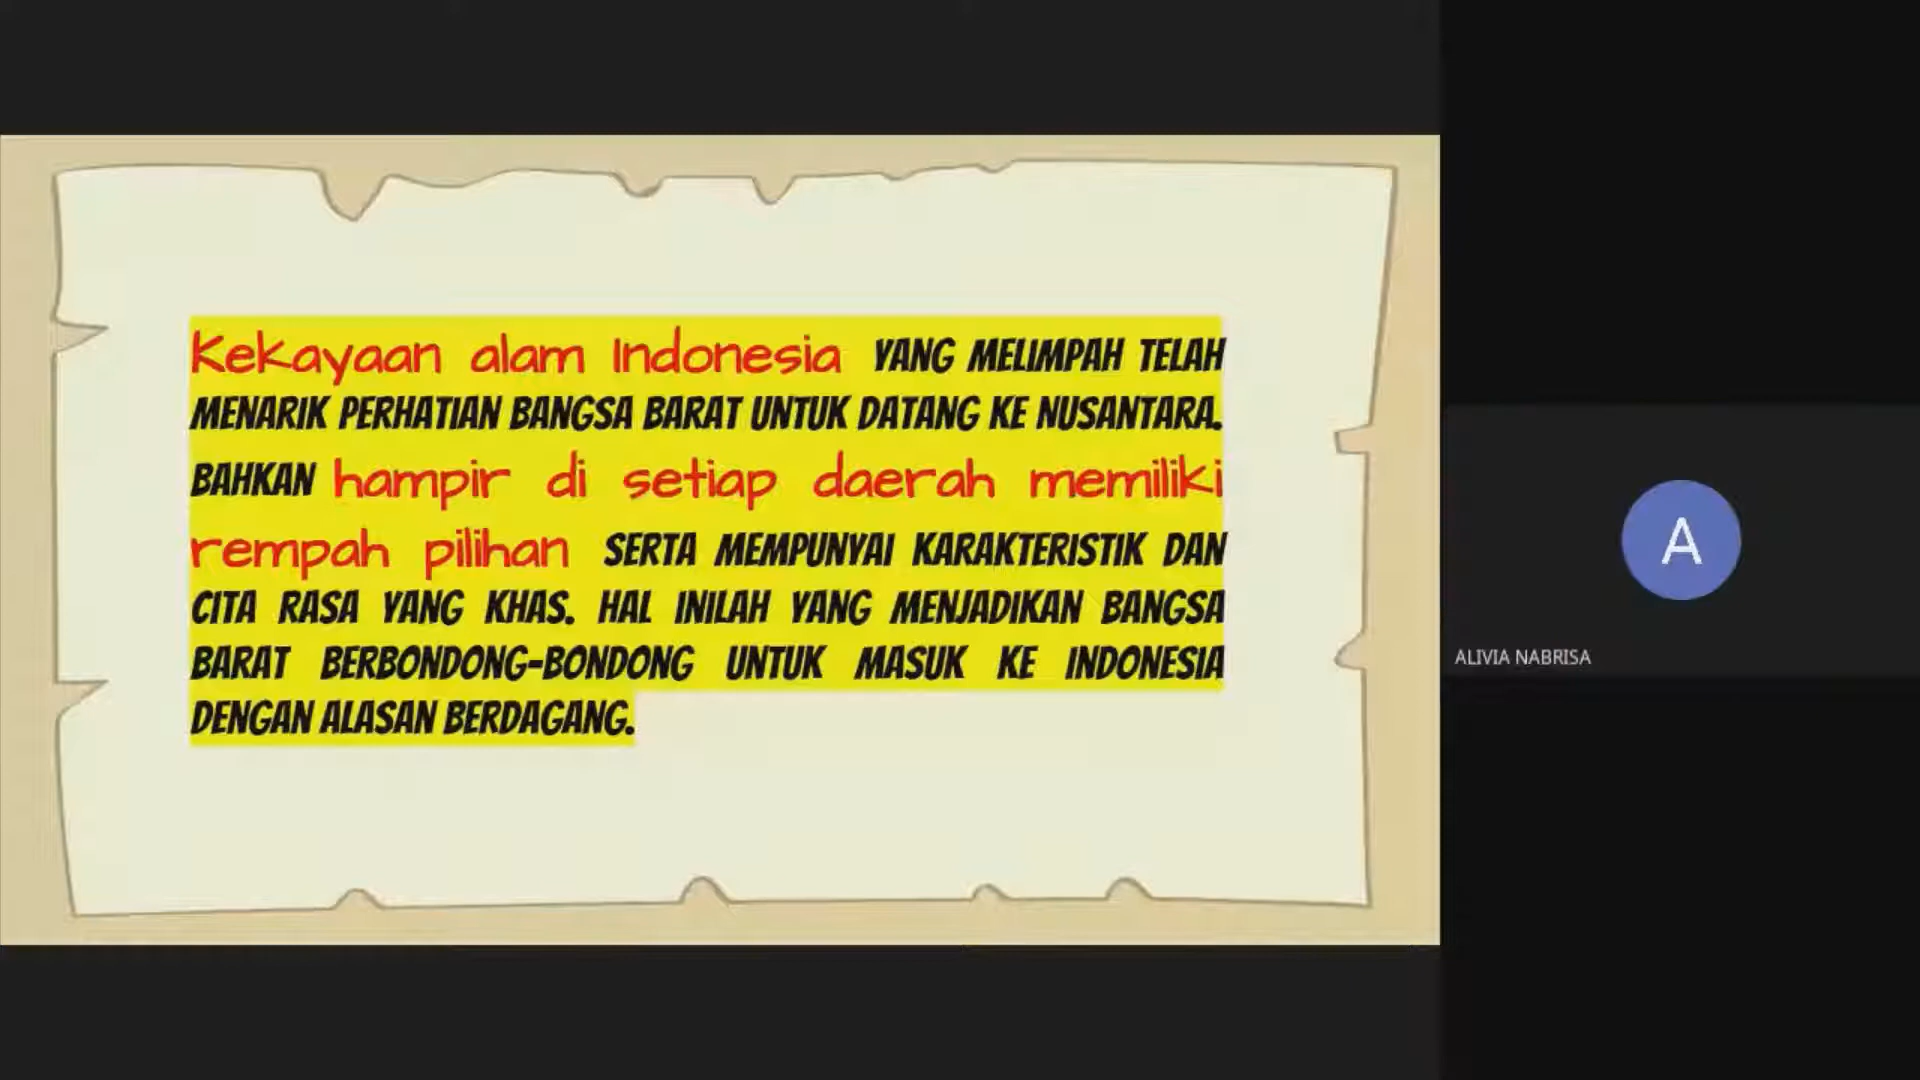 Kekayaan alam Indonesia YANG MELIMPAH TELAH
MENARIK PERHATIAN BANGSA BARAT UNTUK DATANG KE NUSANTARA.
BAHKAN hampir di setiap daerah memiliki
rempah pilihan SERTA MEMPUNYAI KARAKTERISTIK DAN
CITA RASA YANG KHAS. HAL INILAH YANG MENJADIKAN BANGSA
BARAT BERBONDONG-BONDONG UNTUK MASUK KE INDONESIA
DENGAN ALASAN BERDAGANG.
A
ALIVIA NABRISA